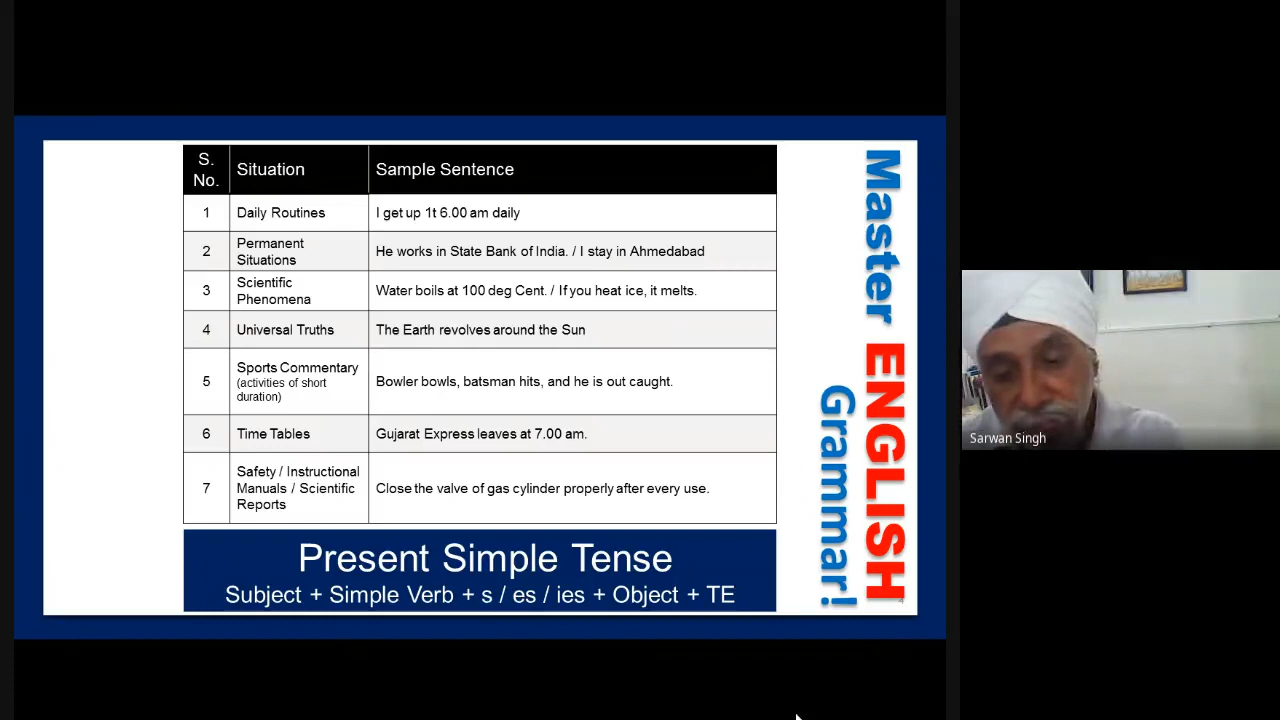 S. No. Situation Sample Sentence
1 Daily Routines I get up 1t 6.00 am daily
2 Permanent Situations He works in State Bank of India. / I stay in Ahmedabad
3 Scientific Phenomena Water boils at 100 deg Cent. / If you heat ice, it melts.
4 Universal Truths The Earth revolves around the Sun
5 Sports Commentary (activities of short duration) Bowler bowls, batsman hits, and he is out caught.
6 Time Tables Gujarat Express leaves at 7.00 am.
7 Safety / Instructional Manuals / Scientific Reports Close the valve of gas cylinder properly after every use.
Present Simple Tense
Subject + Simple Verb + s / es / ies + Object + TE
Master ENGLISH
Grammar!
4
Sarwan Singh